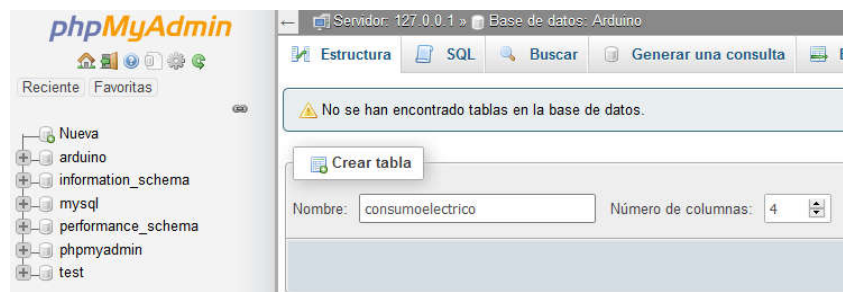 phpMyAdmin
Reciente Favoritas
Nueva
arduino
information_schema
mysql
performance_schema
phpmyadmin
test
Servidor: 127.0.0.1 » Base de datos: Arduino
Estructura SQL Buscar Generar una consulta
No se han encontrado tablas en la base de datos.
Crear tabla
Nombre: consumoelectrico Número de columnas: 4